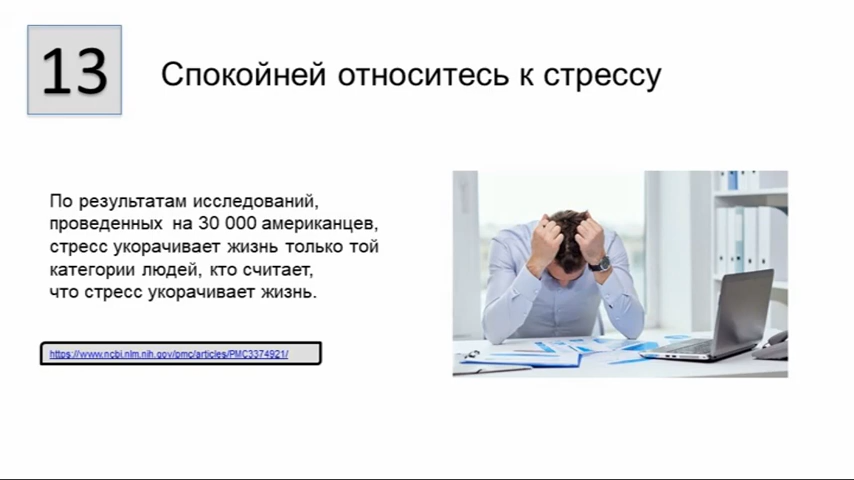 13
Спокойней относитесь к стрессу
По результатам исследований,
проведенных на 30 000 американцев,
стресс укорачивает жизнь только той
категории людей, кто считает,
что стресс укорачивает жизнь.
https://www.ncbi.nlm.nih.gov/pmc/articles/PMC3374921/